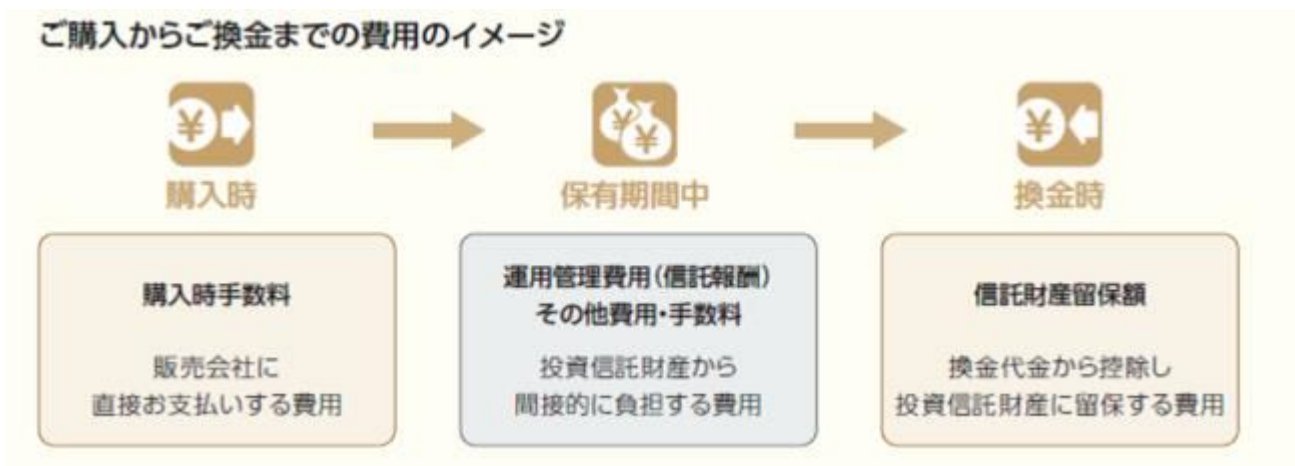 ご購入からご換金までの費用のイメージ
¥
¥¥
¥
購入時
保有期間中
換金時
購入時手数料
販売会社に
直接お支払いする費用
運用管理費用(信託報酬)
その他費用・手数料
投資信託財産から
間接的に負担する費用
信託財産留保額
換金代金から控除し
投資信託財産に留保する費用